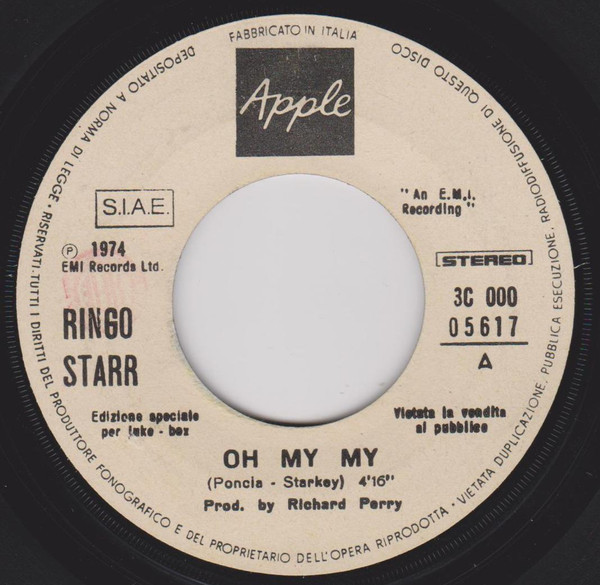 FABBRICATO IN ITALIA
Apple
DEPOSITATO A NORMA DI LEGGE • RISERVATI.TUTTI I DIRITTI DEL PRODUTTORE FONOGRAFICO E DEL PROPRIETARIO DELL'OPERA RIPRODOTTA • VIETATA DUPLICAZIONE, PUBBLICA ESECUZIONE, RADIODIFFUSIONE DI QUESTO DISCO
S.I.A.E.
" An E.M.I.
Recording "
℗ 1974
EMI Records Ltd.
STEREO
3C 000
05617
A
RINGO
STARR
Edizione speciale
per juke - box
Vietata la vendita
al pubblico
OH MY MY
(Poncia - Starkey) 4'16"
Prod. by Richard Perry